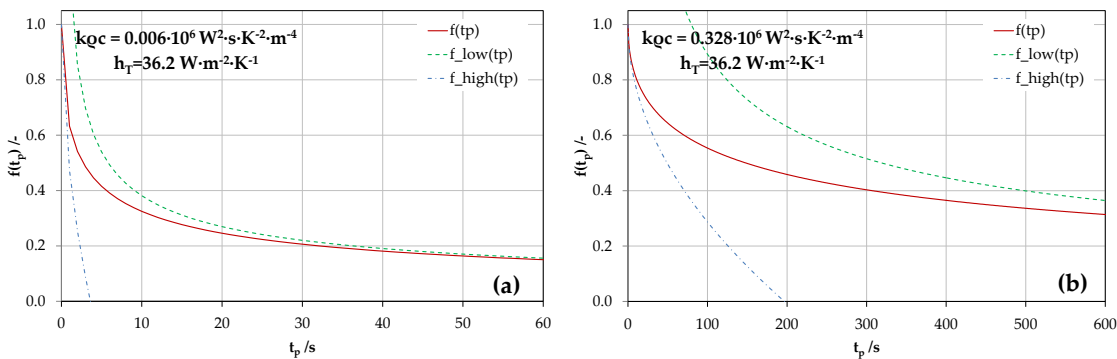 kϱc = 0.006·10⁶ W²·s·K⁻²·m⁻⁴
h_T=36.2 W·m⁻²·K⁻¹
f(tp)
f_low(tp)
f_high(tp)
1.0
0.8
0.6
0.4
0.2
0.0
f(t_p) /-
0 10 20 30 40 50 60
t_p /s
(a)
kϱc = 0.328·10⁶ W²·s·K⁻²·m⁻⁴
h_T=36.2 W·m⁻²·K⁻¹
f(tp)
f_low(tp)
f_high(tp)
1.0
0.8
0.6
0.4
0.2
0.0
f(t_p) /-
0 100 200 300 400 500 600
t_p /s
(b)